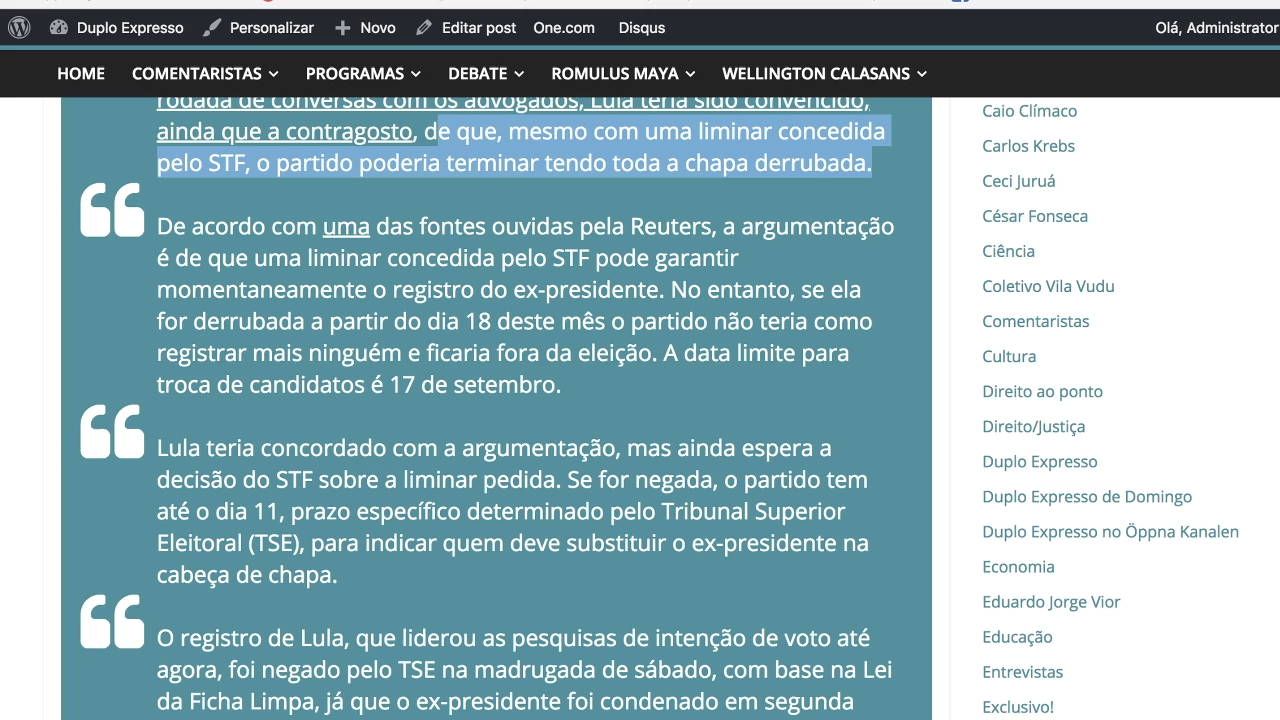 Duplo Expresso Personalizar Novo Editar post One.com Disqus Olá, Administrator
HOME COMENTARISTAS PROGRAMAS DEBATE ROMULUS MAYA WELLINGTON CALASANS
rodada de conversas com os advogados, Lula teria sido convencido,
ainda que a contragosto, de que, mesmo com uma liminar concedida
pelo STF, o partido poderia terminar tendo toda a chapa derrubada.
De acordo com uma das fontes ouvidas pela Reuters, a argumentação
é de que uma liminar concedida pelo STF pode garantir
momentaneamente o registro do ex-presidente. No entanto, se ela
for derrubada a partir do dia 18 deste mês o partido não teria como
registrar mais ninguém e ficaria fora da eleição. A data limite para
troca de candidatos é 17 de setembro.
Lula teria concordado com a argumentação, mas ainda espera a
decisão do STF sobre a liminar pedida. Se for negada, o partido tem
até o dia 11, prazo específico determinado pelo Tribunal Superior
Eleitoral (TSE), para indicar quem deve substituir o ex-presidente na
cabeça de chapa.
O registro de Lula, que liderou as pesquisas de intenção de voto até
agora, foi negado pelo TSE na madrugada de sábado, com base na Lei
da Ficha Limpa, já que o ex-presidente foi condenado em segunda
Caio Clímaco
Carlos Krebs
Ceci Juruá
César Fonseca
Ciência
Coletivo Vila Vudu
Comentaristas
Cultura
Direito ao ponto
Direito/Justiça
Duplo Expresso
Duplo Expresso de Domingo
Duplo Expresso no Öppna Kanalen
Economia
Eduardo Jorge Vior
Educação
Entrevistas
Exclusivo!